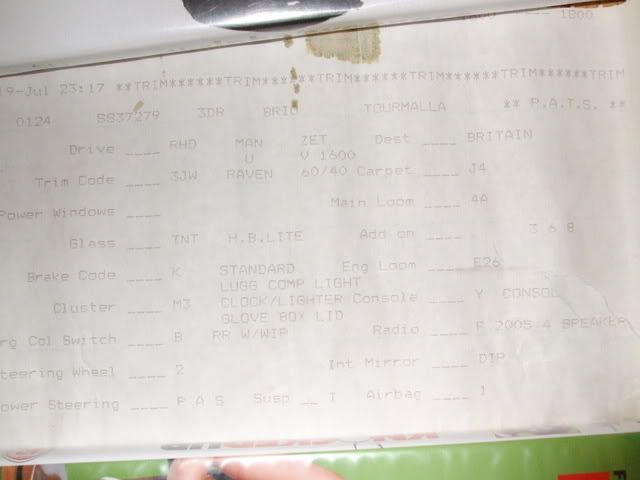 1800
19-Jul 23:17 **TRIM******TRIM******TRIM******TRIM******TRIM******TRIM
0124 BB37279 3DR BRIO TOURMALLA ** P.A.T.S. **
Drive ____ RHD MAN ZET Dest ____ BRITAIN
U V 1600
Trim Code ____ 3JW RAVEN 60/40 Carpet ____ J4
Power Windows ____ Main Loom ____ 4A
Glass ____ TNT H.B.LITE Add on ____ 3 6 8
Brake Code ____ K STANDARD Eng Loom ____ E26
LUGG COMP LIGHT
Cluster ____ M3 CLOCK/LIGHTER Console ____ Y CONSOL
GLOVE BOX LID
rg Col Switch ____ B RR W/WIP Radio ____ F 2005 4 SPEAKER
teering Wheel ____ 2 Int Mirror ____ DIP
ower Steering ____ P A S Susp __ I Airbag ____ 1